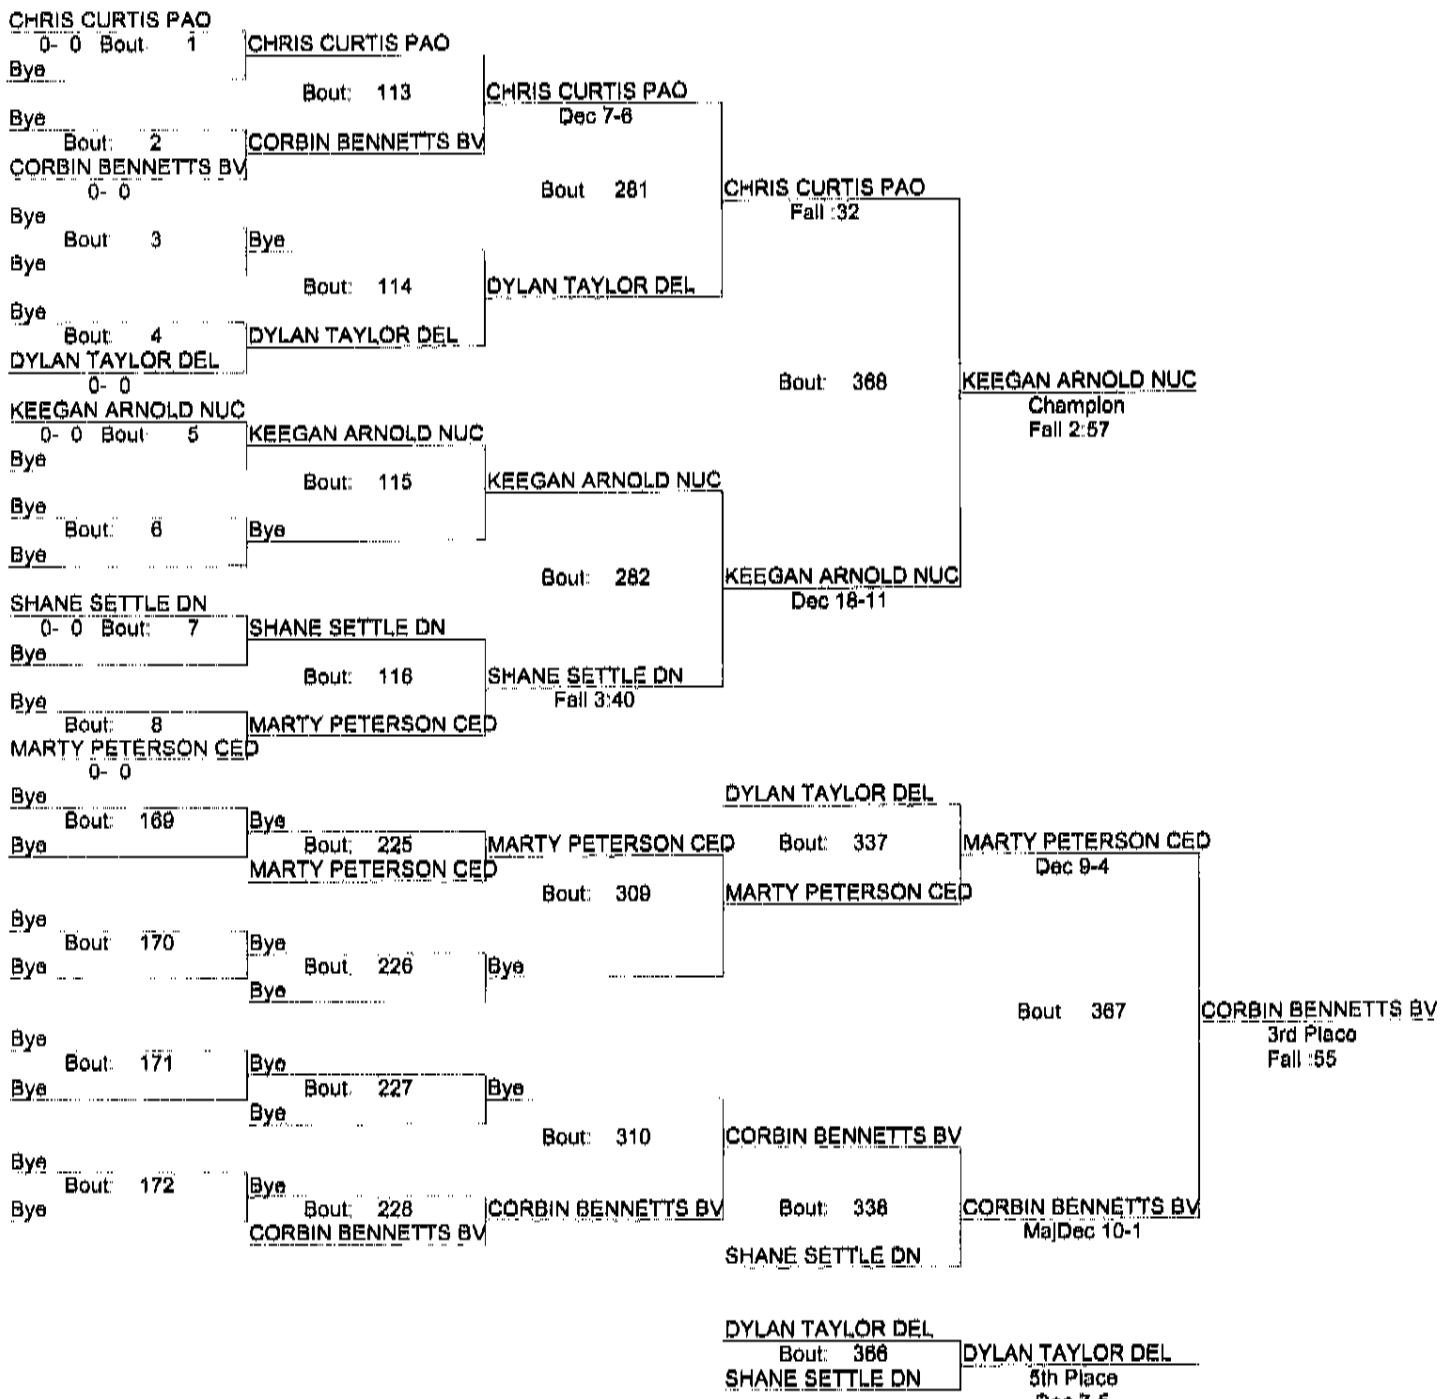 CHRIS CURTIS PAO
0- 0 Bout: 1 CHRIS CURTIS PAO
Bye
Bout: 113 CHRIS CURTIS PAO
Dec 7-6
Bye
Bout: 2 CORBIN BENNETTS BV
CORBIN BENNETTS BV
0- 0
Bout 281 CHRIS CURTIS PAO
Fall :32
Bye
Bout 3 Bye
Bye
Bout: 114 DYLAN TAYLOR DEL
Bye
Bout: 4 DYLAN TAYLOR DEL
DYLAN TAYLOR DEL
0- 0
Bout: 368 KEEGAN ARNOLD NUC
Champion
Fall 2:57
KEEGAN ARNOLD NUC
0- 0 Bout 5 KEEGAN ARNOLD NUC
Bye
Bout: 115 KEEGAN ARNOLD NUC
Bye
Bout: 6 Bye
Bye
Bout: 282 KEEGAN ARNOLD NUC
Dec 18-11
SHANE SETTLE DN
0- 0 Bout: 7 SHANE SETTLE DN
Bye
Bout: 116 SHANE SETTLE DN
Fall 3:40
Bye
Bout: 8 MARTY PETERSON CED
MARTY PETERSON CED
0- 0
Bye DYLAN TAYLOR DEL
Bout: 169 Bye
Bye Bout: 225 MARTY PETERSON CED Bout: 337 MARTY PETERSON CED
MARTY PETERSON CED Dec 9-4
Bout: 309 MARTY PETERSON CED
Bye
Bout 170 Bye
Bye Bout 226 Bye
Bye
Bout 367 CORBIN BENNETTS BV
3rd Place
Fall :55
Bye
Bout: 171 Bye
Bye Bout 227 Bye
Bye
Bout: 310 CORBIN BENNETTS BV
Bye
Bout: 172 Bye
Bye Bout: 228 CORBIN BENNETTS BV Bout: 338 CORBIN BENNETTS BV
CORBIN BENNETTS BV MajDec 10-1
SHANE SETTLE DN
DYLAN TAYLOR DEL
Bout: 366 DYLAN TAYLOR DEL
SHANE SETTLE DN 5th Place